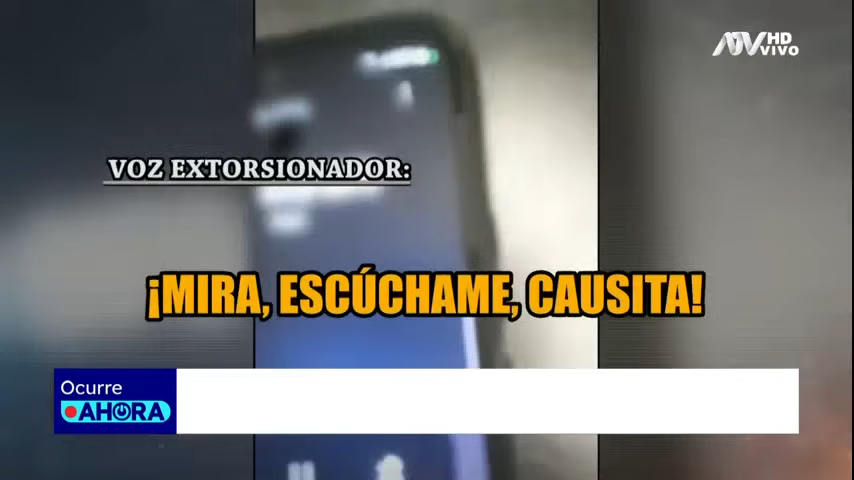 ATV HD
VIVO
VOZ EXTORSIONADOR:
¡MIRA, ESCÚCHAME, CAUSITA!
Ocurre
AHORA